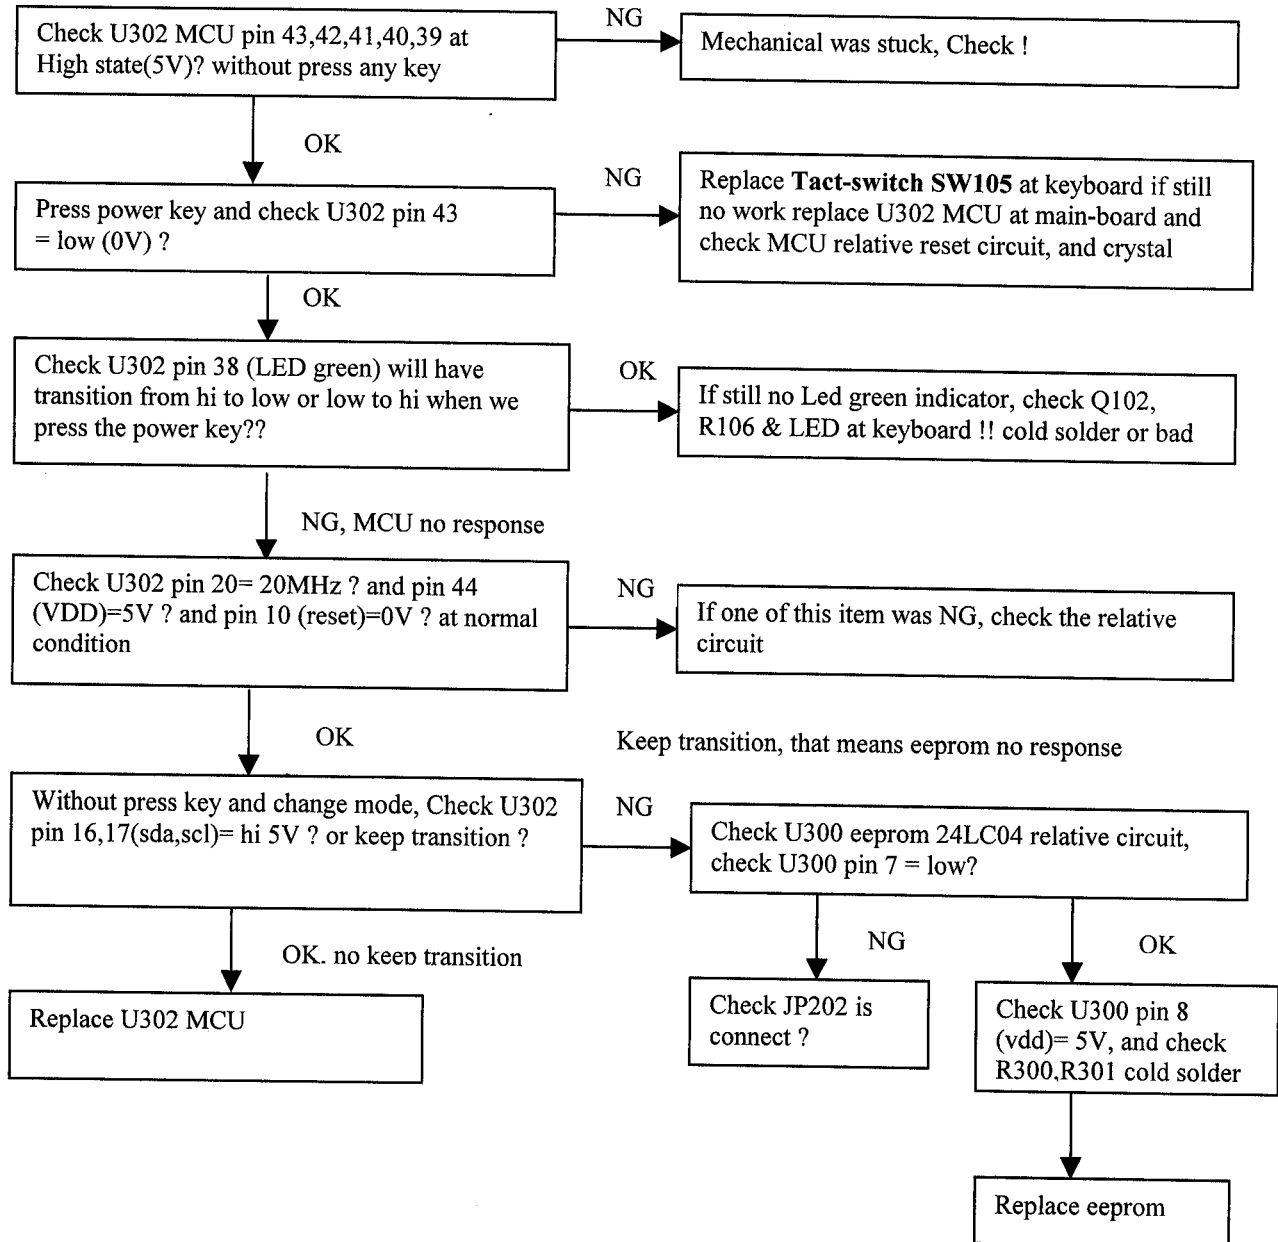 Check U302 MCU pin 43,42,41,40,39 at
High state(5V)? without press any key
NG
Mechanical was stuck, Check !
OK
Press power key and check U302 pin 43
= low (0V) ?
NG
Replace Tact-switch SW105 at keyboard if still
no work replace U302 MCU at main-board and
check MCU relative reset circuit, and crystal
OK
Check U302 pin 38 (LED green) will have
transition from hi to low or low to hi when we
press the power key??
OK
If still no Led green indicator, check Q102,
R106 & LED at keyboard !! cold solder or bad
NG, MCU no response
Check U302 pin 20= 20MHz ? and pin 44
(VDD)=5V ? and pin 10 (reset)=0V ? at normal
condition
NG
If one of this item was NG, check the relative
circuit
OK
Keep transition, that means eeprom no response
Without press key and change mode, Check U302
pin 16,17(sda,scl)= hi 5V ? or keep transition ?
NG
Check U300 eeprom 24LC04 relative circuit,
check U300 pin 7 = low?
OK. no keep transition
NG
OK
Replace U302 MCU
Check JP202 is
connect ?
Check U300 pin 8
(vdd)= 5V, and check
R300,R301 cold solder
Replace eeprom